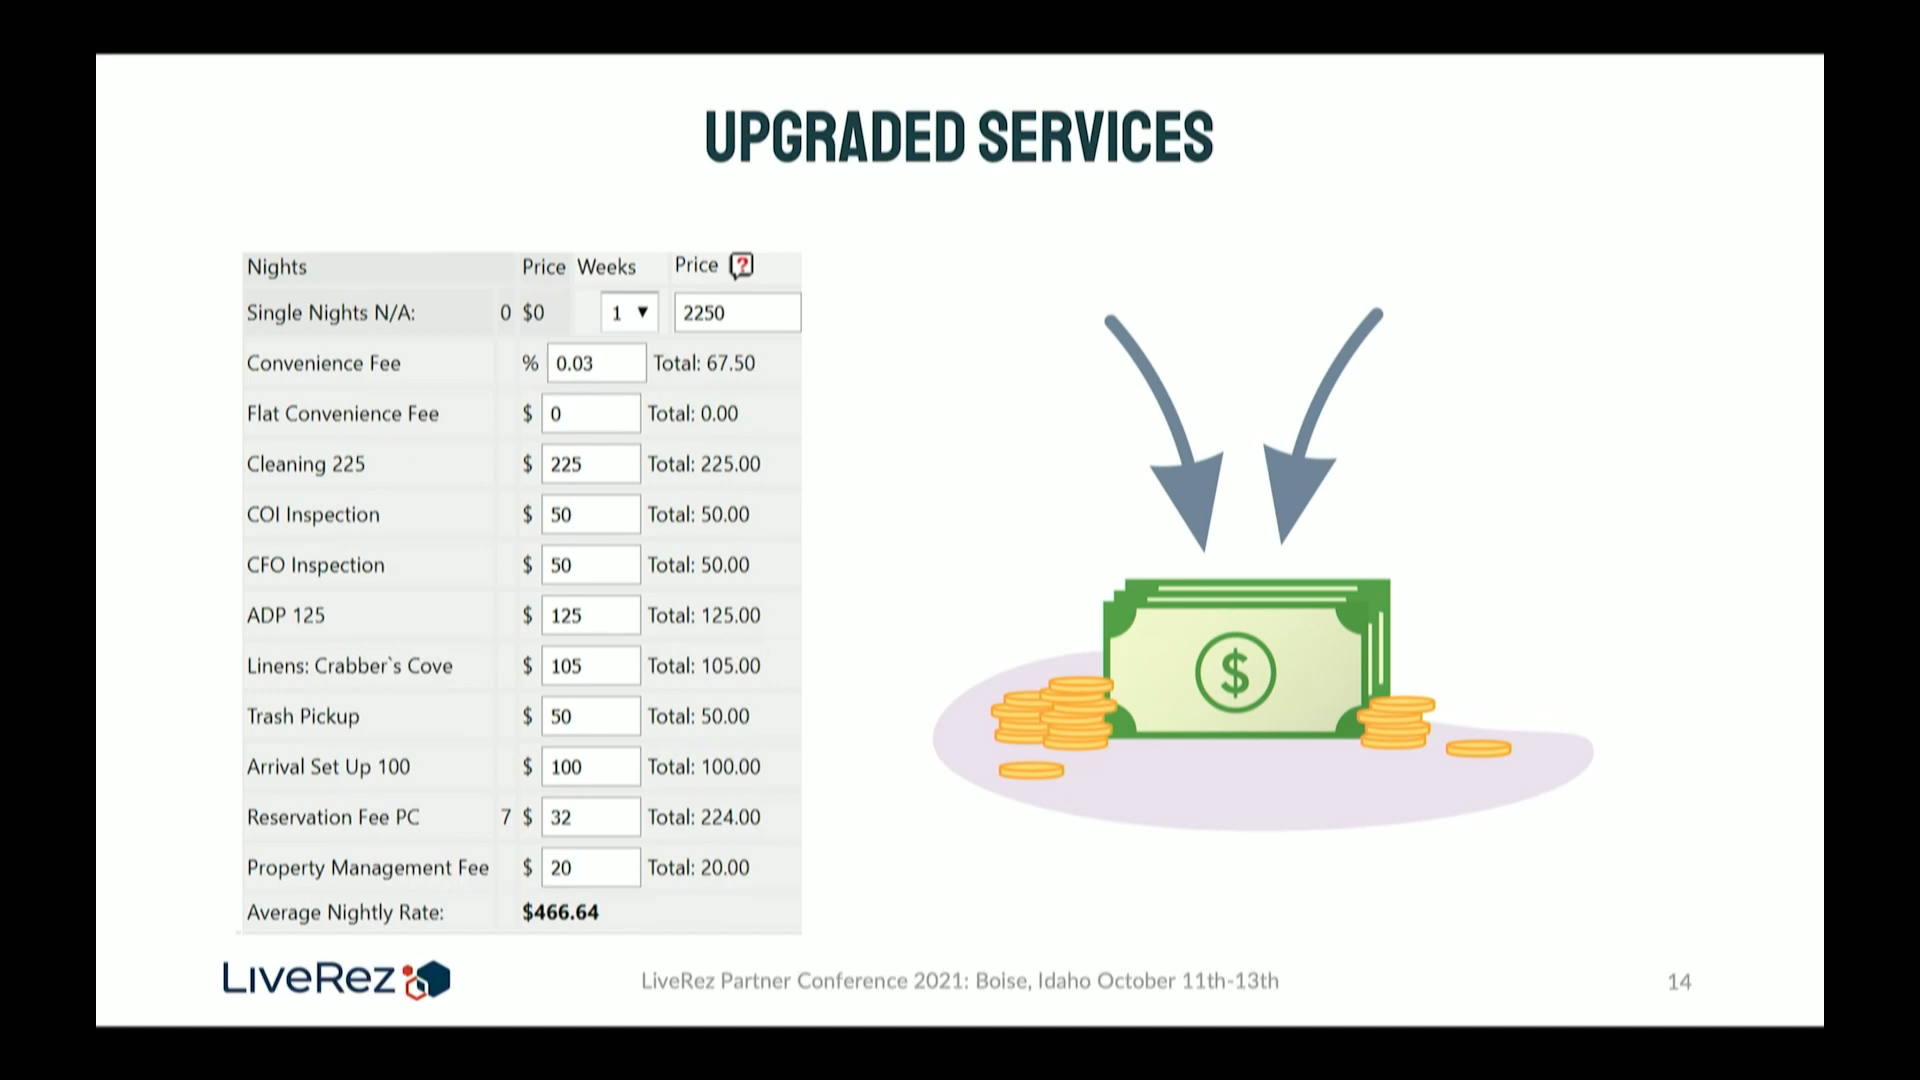 UPGRADED SERVICES
Nights Price Weeks Price ?
Single Nights N/A: 0 $0 1 ▼ 2250
Convenience Fee % 0.03 Total: 67.50
Flat Convenience Fee $ 0 Total: 0.00
Cleaning 225 $ 225 Total: 225.00
COI Inspection $ 50 Total: 50.00
CFO Inspection $ 50 Total: 50.00
ADP 125 $ 125 Total: 125.00
Linens: Crabber`s Cove $ 105 Total: 105.00
Trash Pickup $ 50 Total: 50.00
Arrival Set Up 100 $ 100 Total: 100.00
Reservation Fee PC 7 $ 32 Total: 224.00
Property Management Fee $ 20 Total: 20.00
Average Nightly Rate: $466.64
$
LiveRez
LiveRez Partner Conference 2021: Boise, Idaho October 11th-13th
14